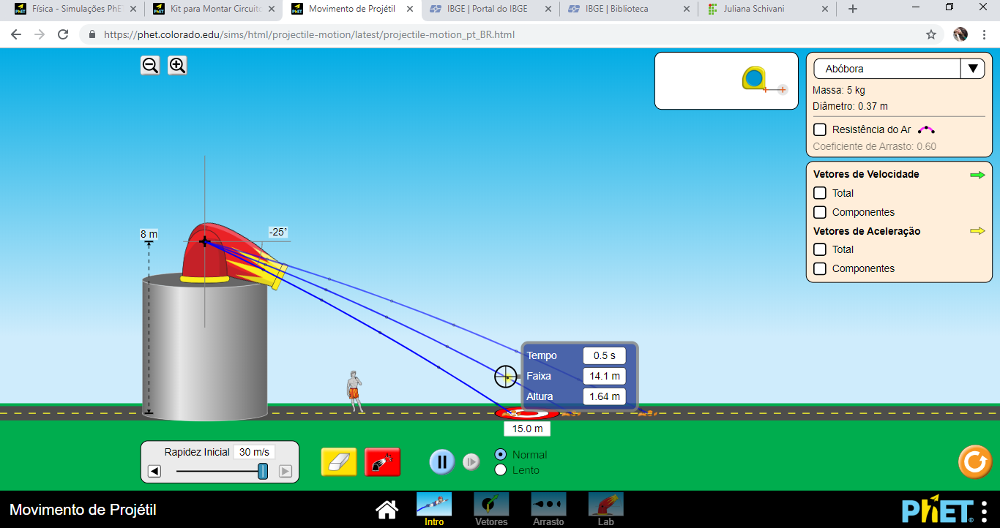 Física - Simulações PhE
Kit para Montar Circuito
Movimento de Projétil
IBGE | Portal do IBGE
IBGE | Biblioteca
Juliana Schivani
https://phet.colorado.edu/sims/html/projectile-motion/latest/projectile-motion_pt_BR.html
Abóbora
Massa: 5 kg
Diâmetro: 0.37 m
Resistência do Ar
Coeficiente de Arrasto: 0.60
Vetores de Velocidade
Total
Componentes
Vetores de Aceleração
Total
Componentes
8 m
-25°
Tempo 0.5 s
Faixa 14.1 m
Altura 1.64 m
15.0 m
Rapidez Inicial 30 m/s
Normal
Lento
Movimento de Projétil
Intro
Vetores
Arrasto
Lab
PhET